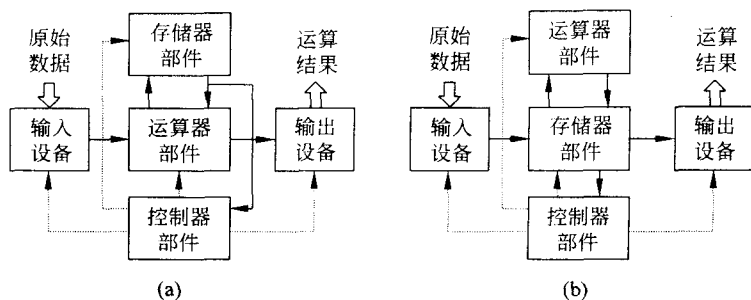 原始
数据
存储器
部件
运算
结果
输入
设备
运算器
部件
输出
设备
控制器
部件
(a)
原始
数据
运算器
部件
运算
结果
输入
设备
存储器
部件
输出
设备
控制器
部件
(b)